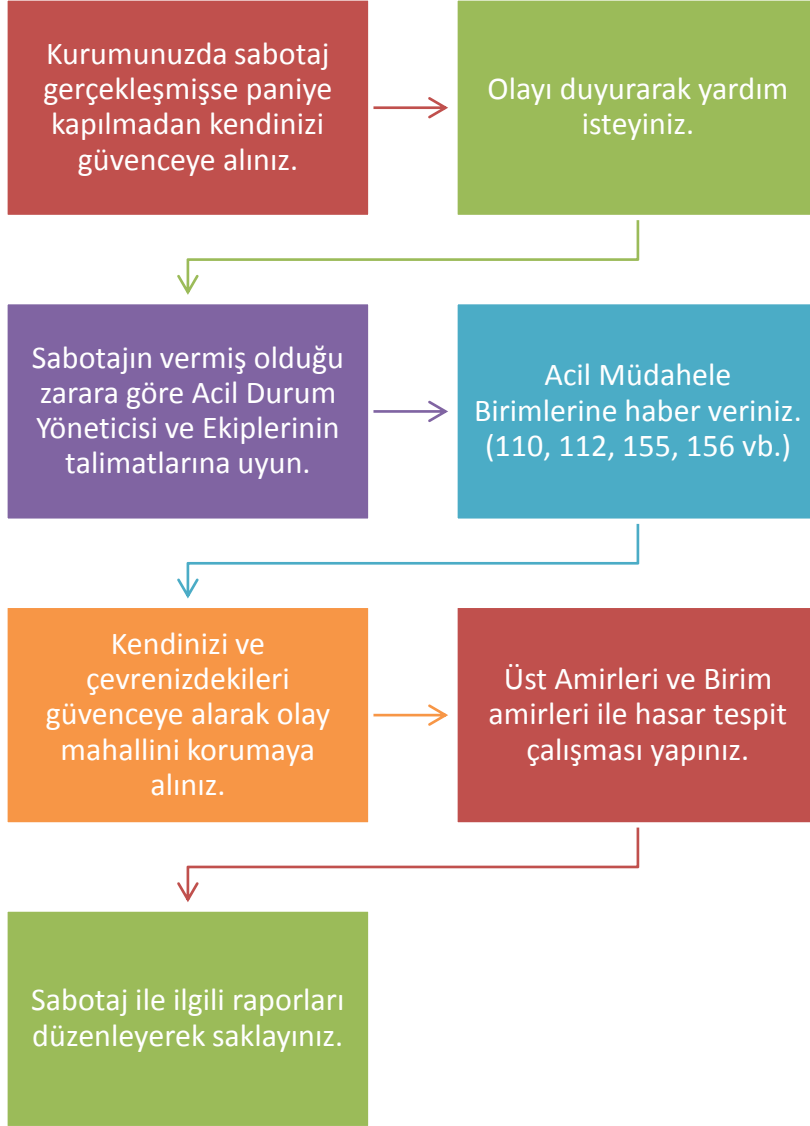 Kurumunuzda sabotaj
gerçekleşmişse paniye
kapılmadan kendinizi
güvenceye alınız.
Olayı duyurarak yardım
isteyiniz.
Sabotajın vermiş olduğu
zarara göre Acil Durum
Yöneticisi ve Ekiplerinin
talimatlarına uyun.
Acil Müdahele
Birimlerine haber veriniz.
(110, 112, 155, 156 vb.)
Kendinizi ve
çevrenizdekileri
güvenceye alarak olay
mahallini korumaya
alınız.
Üst Amirleri ve Birim
amirleri ile hasar tespit
çalışması yapınız.
Sabotaj ile ilgili raporları
düzenleyerek saklayınız.